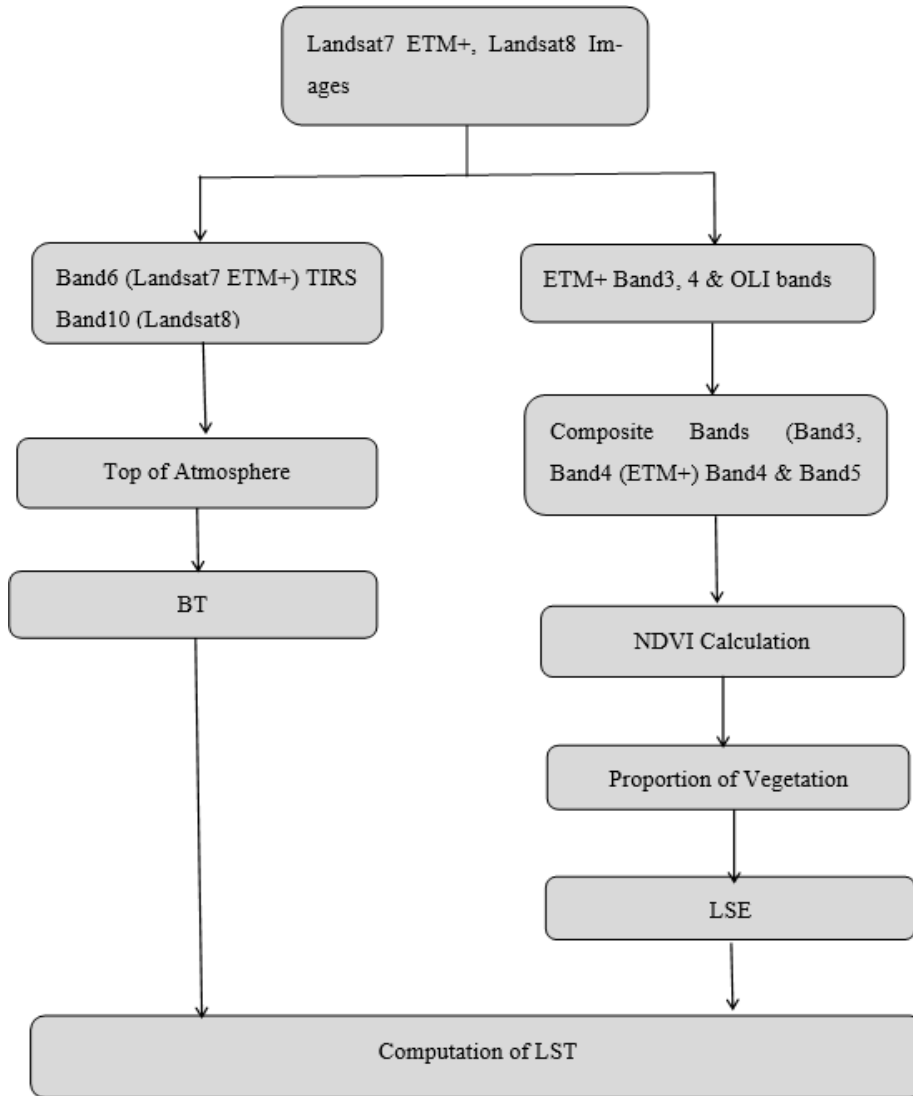 Landsat7 ETM+, Landsat8 Im-
ages
Band6 (Landsat7 ETM+) TIRS
Band10 (Landsat8)
ETM+ Band3, 4 & OLI bands
Top of Atmosphere
Composite Bands (Band3,
Band4 (ETM+) Band4 & Band5
BT
NDVI Calculation
Proportion of Vegetation
LSE
Computation of LST